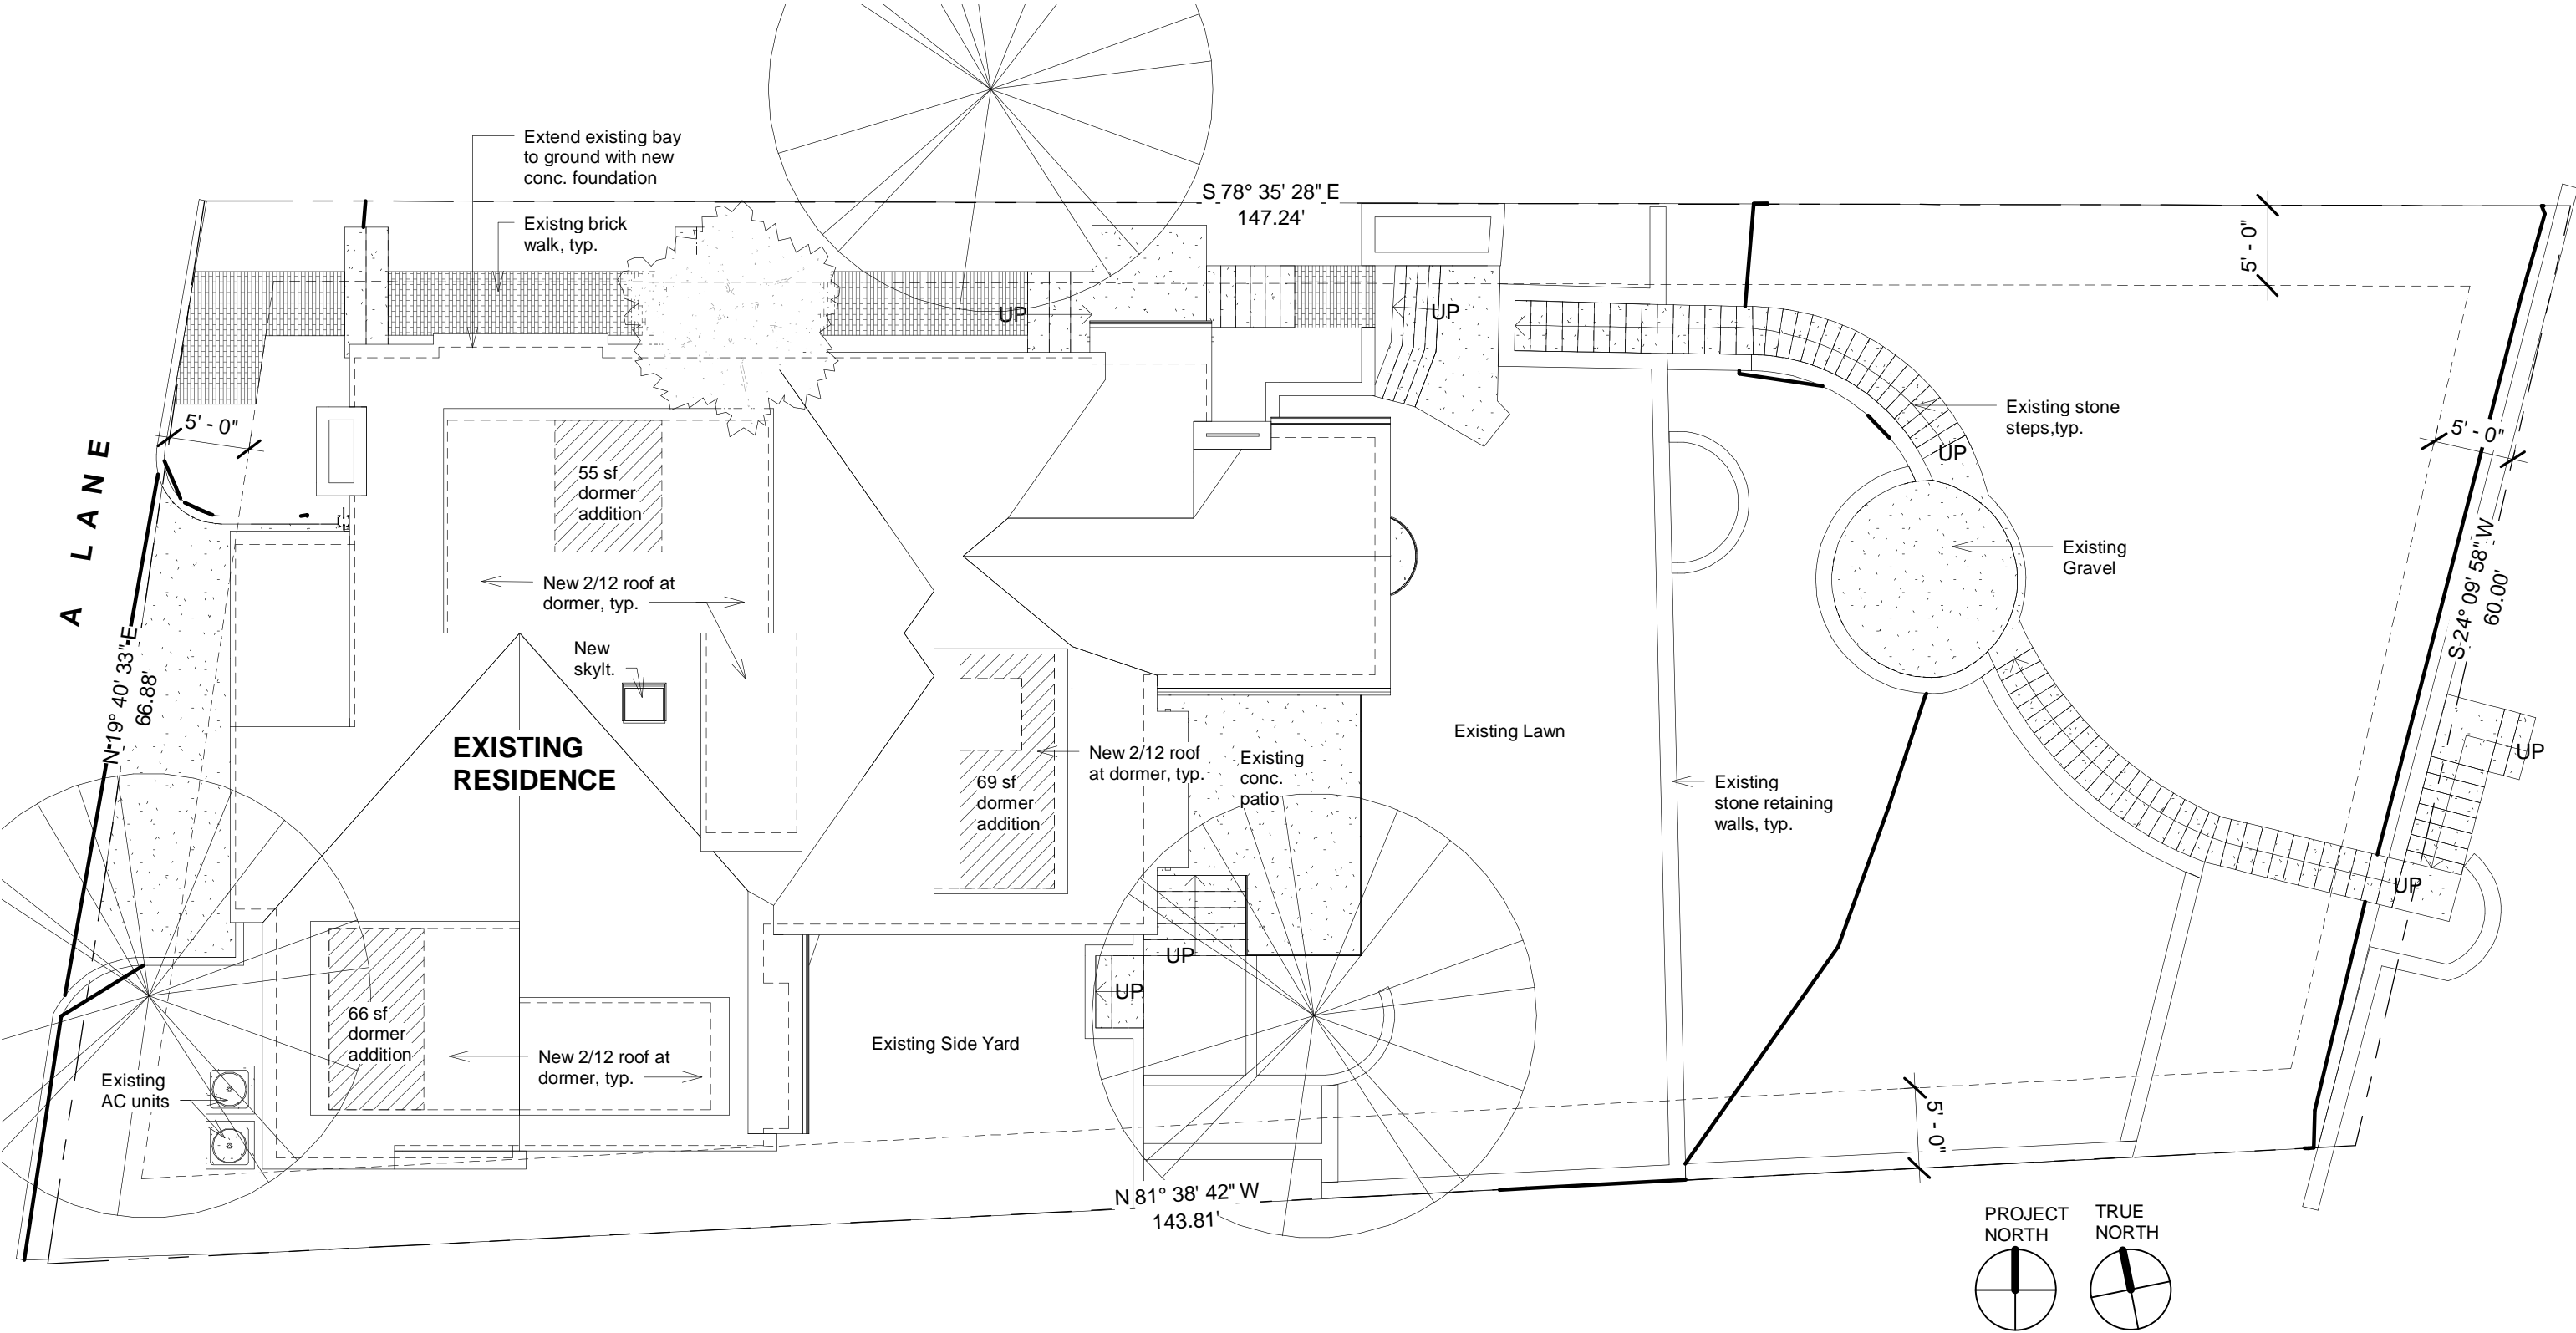 Extend existing bay
to ground with new
conc. foundation
Existng brick
walk, typ.
S 78° 35' 28" E
147.24'
5' - 0"
UP
UP
5' - 0"
55 sf
dormer
addition
Existing stone
steps,typ.
UP
5' - 0"
A LANE
New 2/12 roof at
dormer, typ.
Existing
Gravel
S 24° 09' 58" W
60.00'
N 19° 40' 33" E
66.88'
New
skylt.
EXISTING
RESIDENCE
69 sf
dormer
addition
New 2/12 roof
at dormer, typ.
Existing
conc.
patio
Existing Lawn
Existing
stone retaining
walls, typ.
UP
UP
UP
UP
66 sf
dormer
addition
New 2/12 roof at
dormer, typ.
Existing Side Yard
Existing
AC units
5' - 0"
N 81° 38' 42" W
143.81'
PROJECT
NORTH
TRUE
NORTH